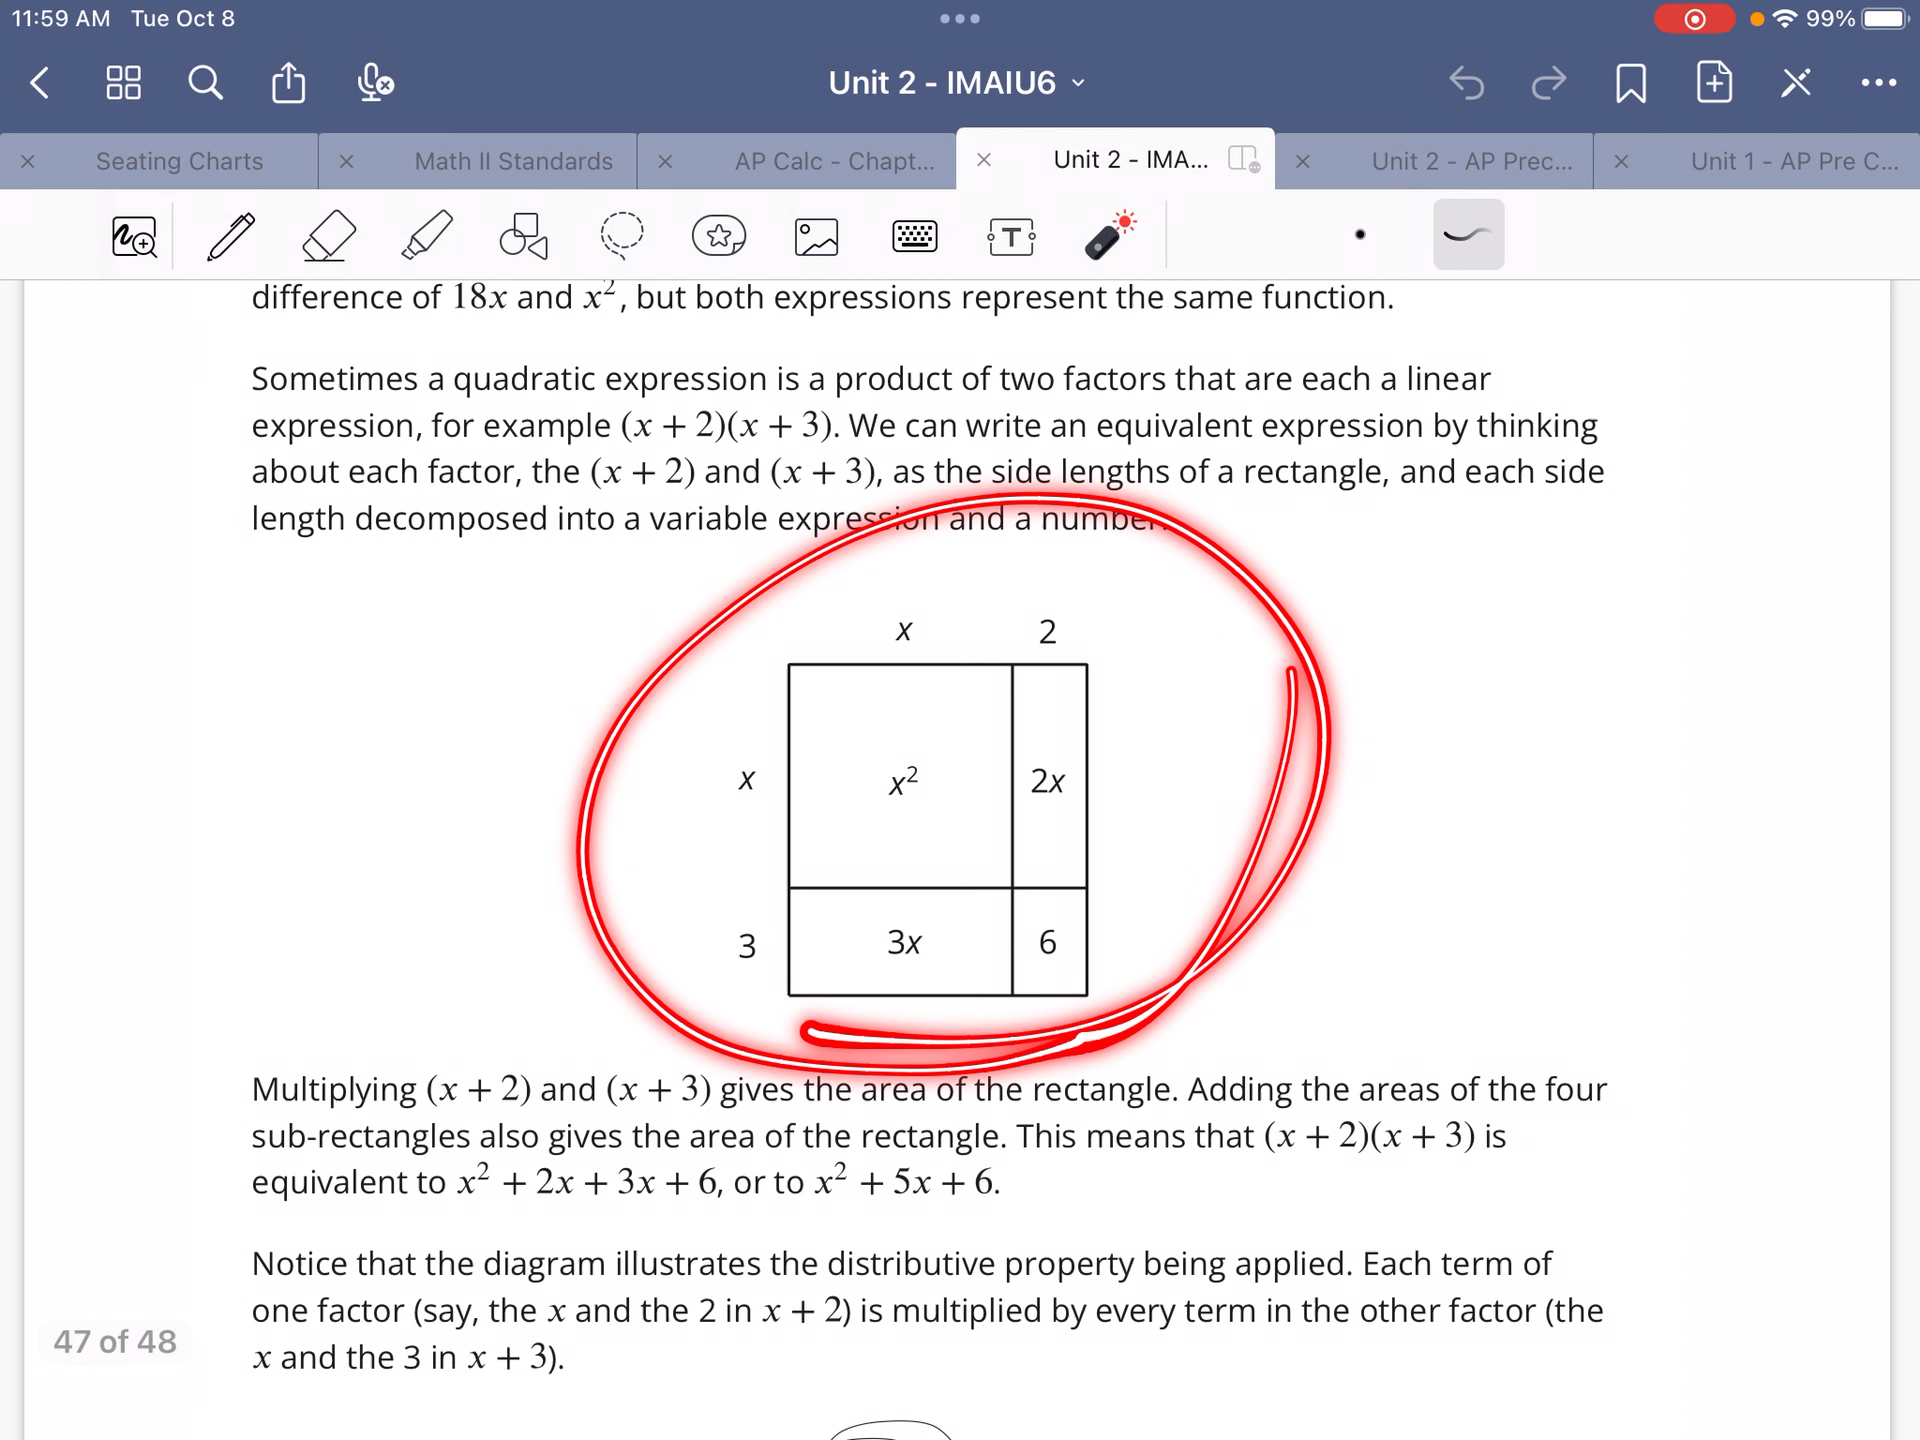 11:59 AM Tue Oct 8
99%
Unit 2 - IMAIU6
Seating Charts
Math II Standards
AP Calc - Chapt...
Unit 2 - IMA...
Unit 2 - AP Prec...
Unit 1 - AP Pre C...
T
difference of 18x and x², but both expressions represent the same function.
Sometimes a quadratic expression is a product of two factors that are each a linear
expression, for example (x + 2)(x + 3). We can write an equivalent expression by thinking
about each factor, the (x + 2) and (x + 3), as the side lengths of a rectangle, and each side
length decomposed into a variable expression and a number.
x 2
x x² 2x
3 3x 6
Multiplying (x + 2) and (x + 3) gives the area of the rectangle. Adding the areas of the four
sub-rectangles also gives the area of the rectangle. This means that (x + 2)(x + 3) is
equivalent to x² + 2x + 3x + 6, or to x² + 5x + 6.
Notice that the diagram illustrates the distributive property being applied. Each term of
one factor (say, the x and the 2 in x + 2) is multiplied by every term in the other factor (the
x and the 3 in x + 3).
47 of 48